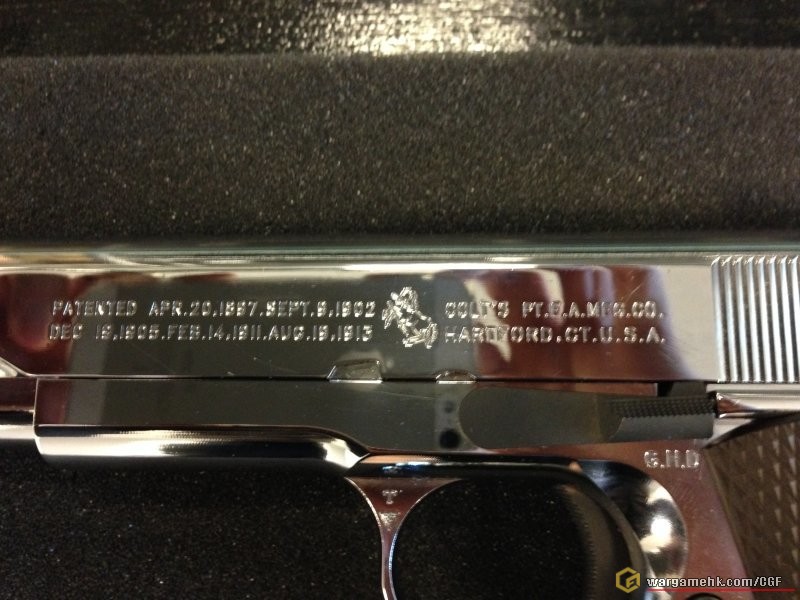 PATENTED APR.20.1897.SEPT.9.1902
DEC 19,1905.FEB.14,1911.AUG.19,1913
COLT'S PT.F.A.MFG.CO.
HARTFORD.CT.U.S.A.
G.H.D
T
wargamehk.com/CGF